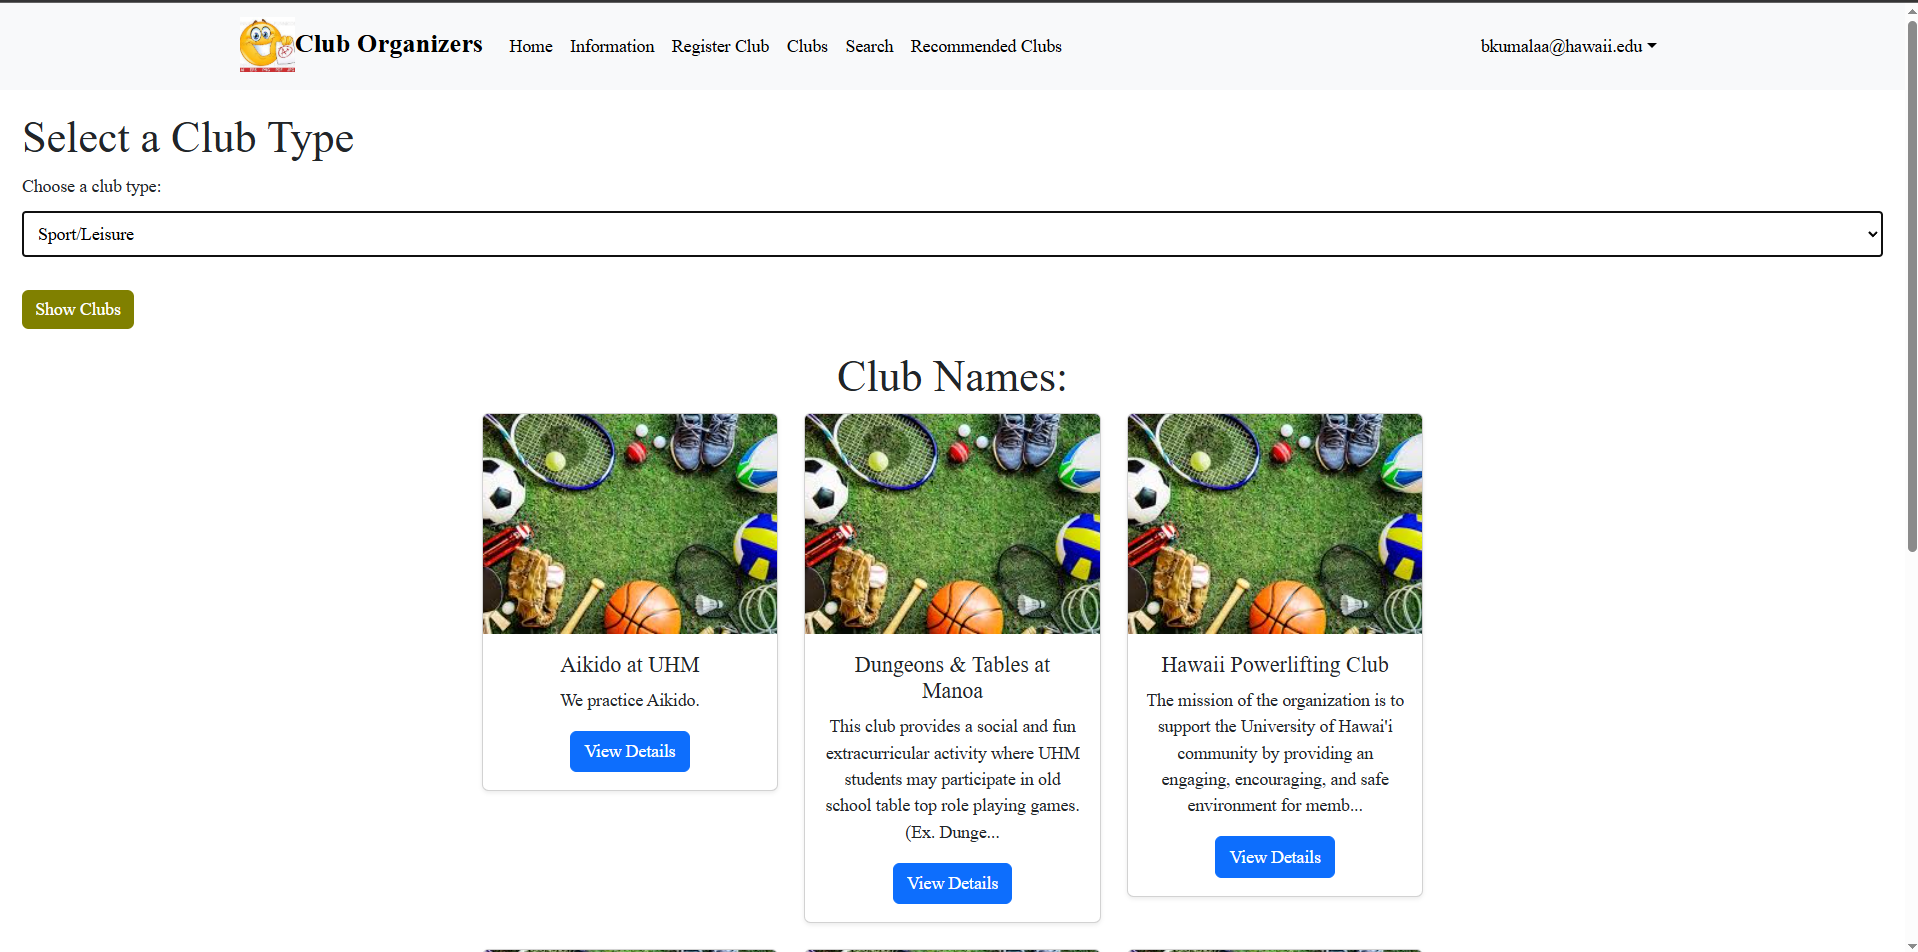 Club Organizers Home Information Register Club Clubs Search Recommended Clubs bkumalaa@hawaii.edu
Select a Club Type
Choose a club type:
Sport/Leisure
Show Clubs
Club Names:
Aikido at UHM
We practice Aikido.
View Details
Dungeons & Tables at
Manoa
This club provides a social and fun
extracurricular activity where UHM
students may participate in old
school table top role playing games.
(Ex. Dunge...
View Details
Hawaii Powerlifting Club
The mission of the organization is to
support the University of Hawai'i
community by providing an
engaging, encouraging, and safe
environment for memb...
View Details